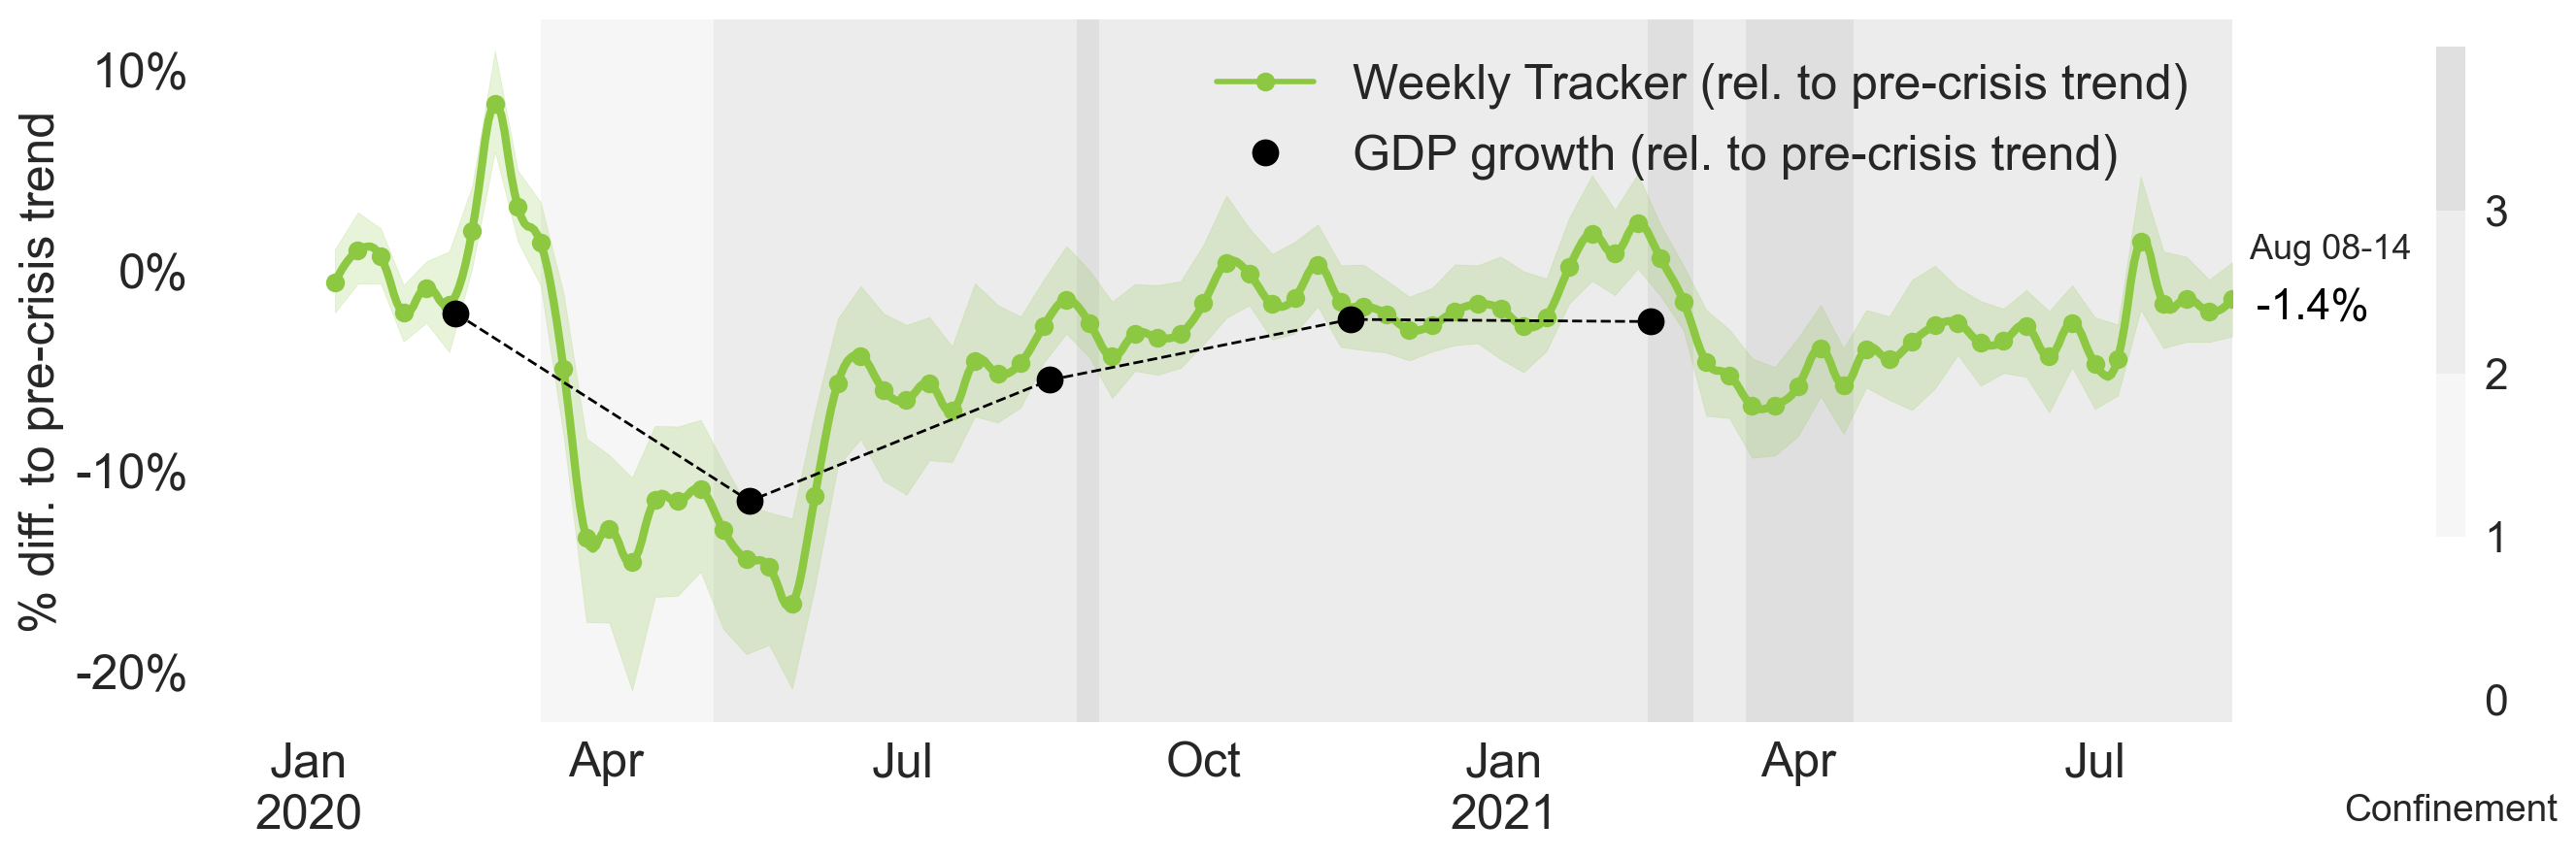 % diff. to pre-crisis trend
10%
0%
-10%
-20%
Weekly Tracker (rel. to pre-crisis trend)
GDP growth (rel. to pre-crisis trend)
Aug 08-14
-1.4%
3
2
1
0
Jan Apr Jul Oct Jan Apr Jul
2020 2021
Confinement